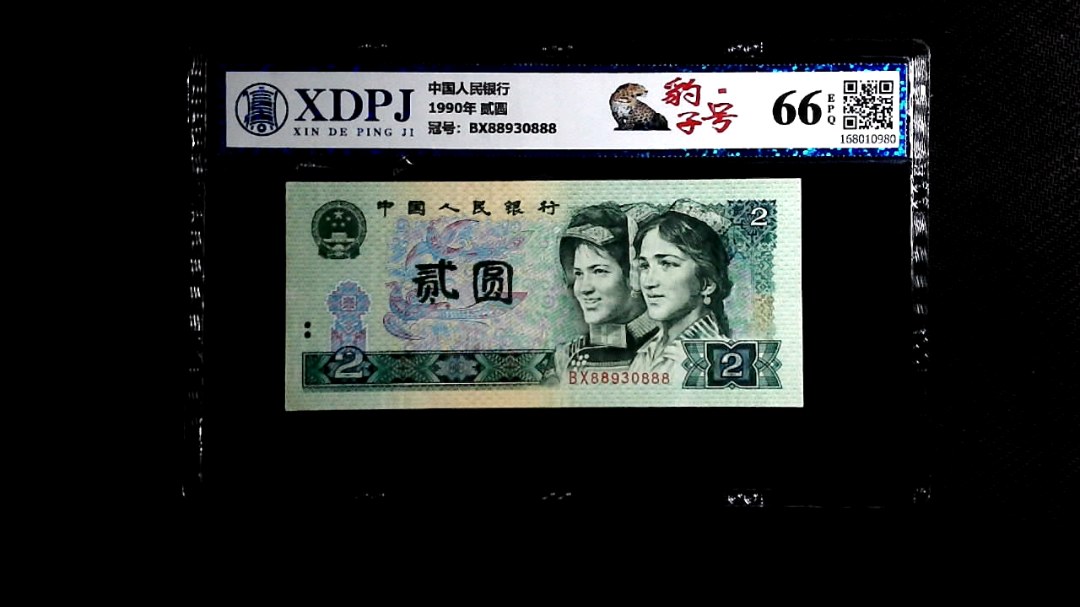 XDPJ
XIN DE PING JI
中国人民银行
1990年 贰圆
冠号：BX88930888
豹子号
66
EPQ
168010980
中国人民银行
2
贰圆
2
BX88930888
2